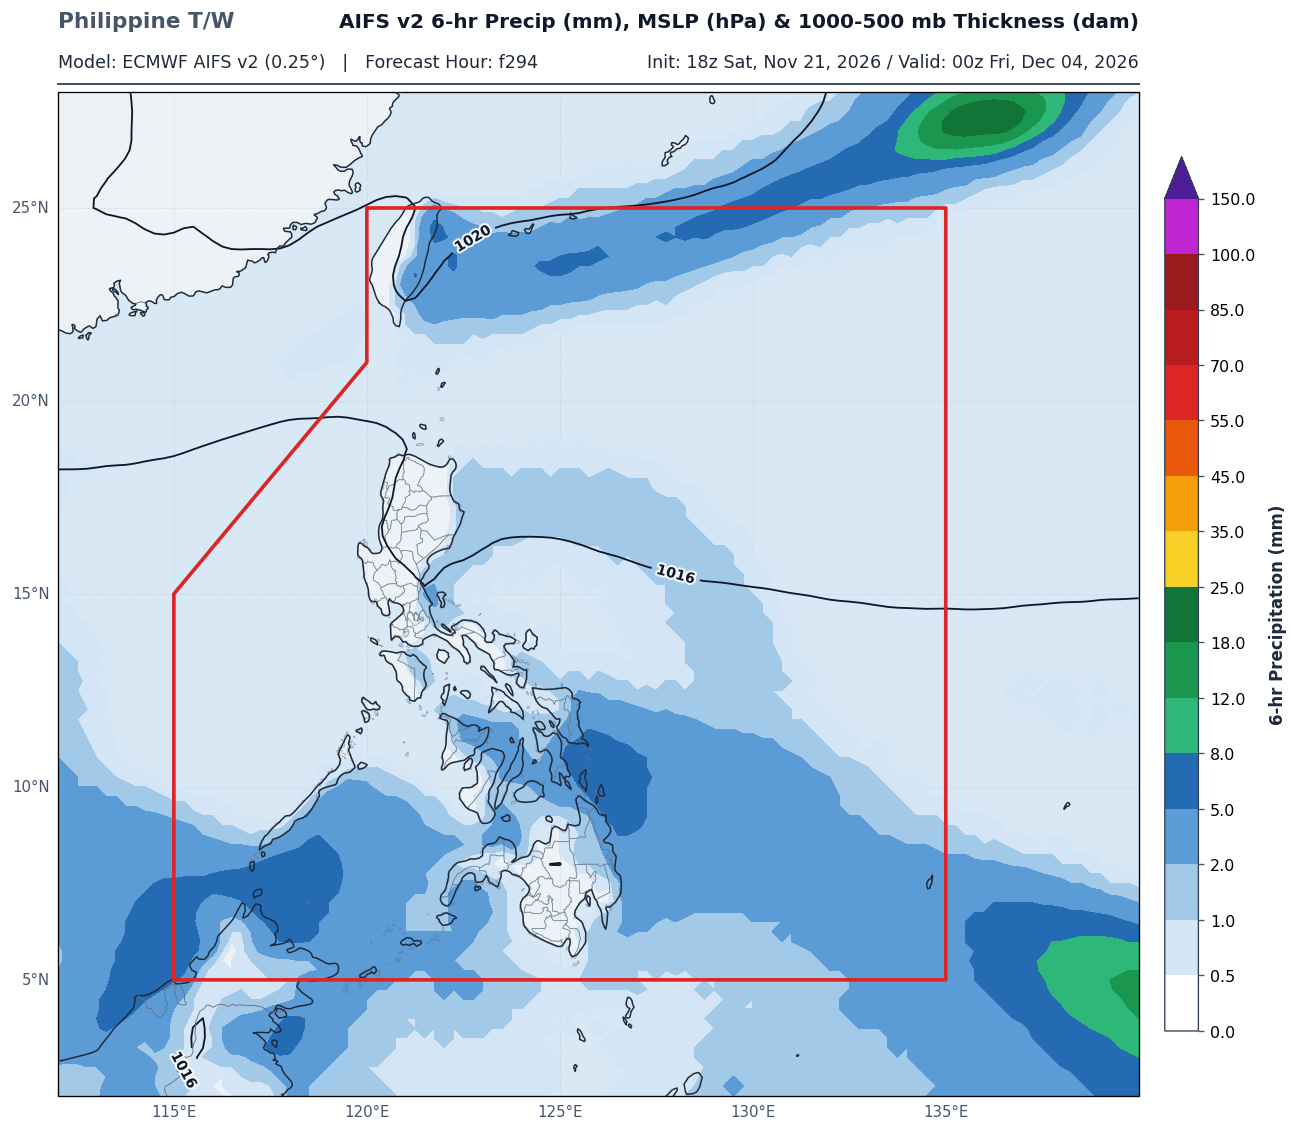 Philippine T/W
AIFS v2 6-hr Precip (mm), MSLP (hPa) & 1000-500 mb Thickness (dam)
Model: ECMWF AIFS v2 (0.25°)   |   Forecast Hour: f294
Init: 18z Sat, Nov 21, 2026 / Valid: 00z Fri, Dec 04, 2026
25°N
20°N
15°N
10°N
5°N
115°E
120°E
125°E
130°E
135°E
1020
1016
1016
150.0
100.0
85.0
70.0
55.0
45.0
35.0
25.0
18.0
12.0
8.0
5.0
2.0
1.0
0.5
0.0
6-hr Precipitation (mm)